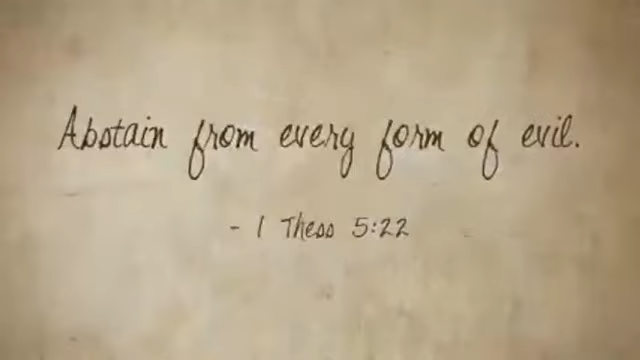 Abstain from every form of evil.
- 1 Thess 5:22